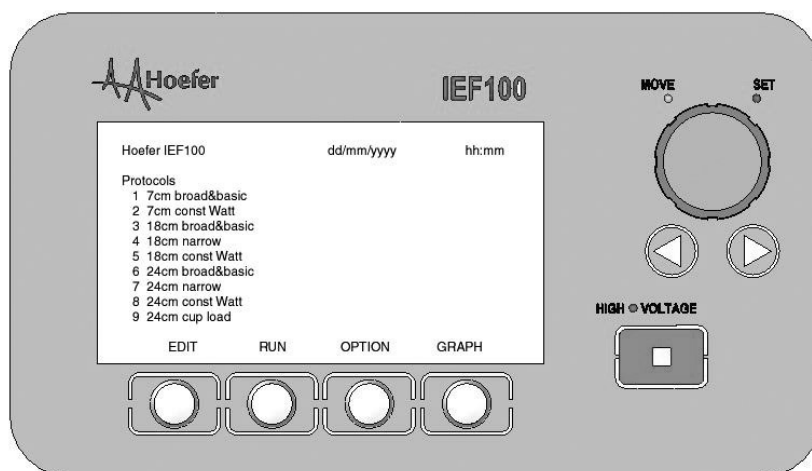 Hoefer
IEF100
MOVE SET
Hoefer IEF100 dd/mm/yyyy hh:mm
Protocols
1 7cm broad&basic
2 7cm const Watt
3 18cm broad&basic
4 18cm narrow
5 18cm const Watt
6 24cm broad&basic
7 24cm narrow
8 24cm const Watt
9 24cm cup load
HIGH VOLTAGE
EDIT RUN OPTION GRAPH